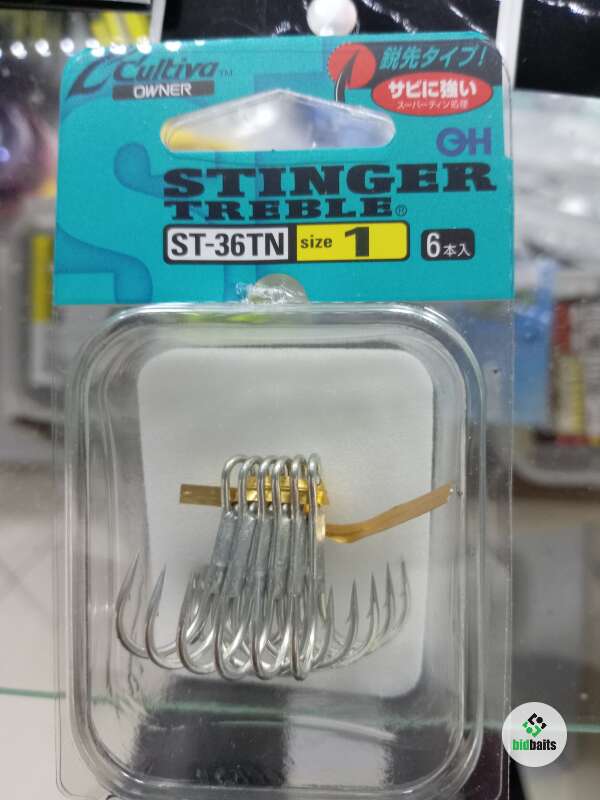 Cultiva™
OWNER
鋭先タイプ!
サビに強い
スーパーティン処理
OH
STINGER
TREBLE®
ST-36TN size 1 6本入
bidbaits